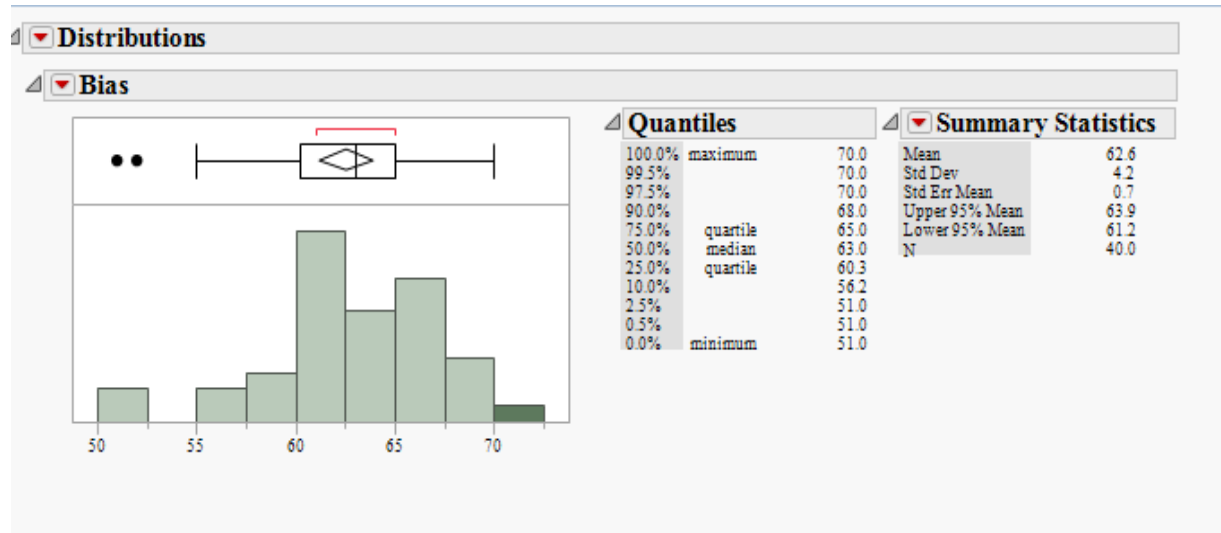 Distributions
Bias
50 55 60 65 70
Quantiles
100.0% maximum 70.0
99.5% 70.0
97.5% 70.0
90.0% 68.0
75.0% quartile 65.0
50.0% median 63.0
25.0% quartile 60.3
10.0% 56.2
2.5% 51.0
0.5% 51.0
0.0% minimum 51.0
Summary Statistics
Mean 62.6
Std Dev 4.2
Std Err Mean 0.7
Upper 95% Mean 63.9
Lower 95% Mean 61.2
N 40.0